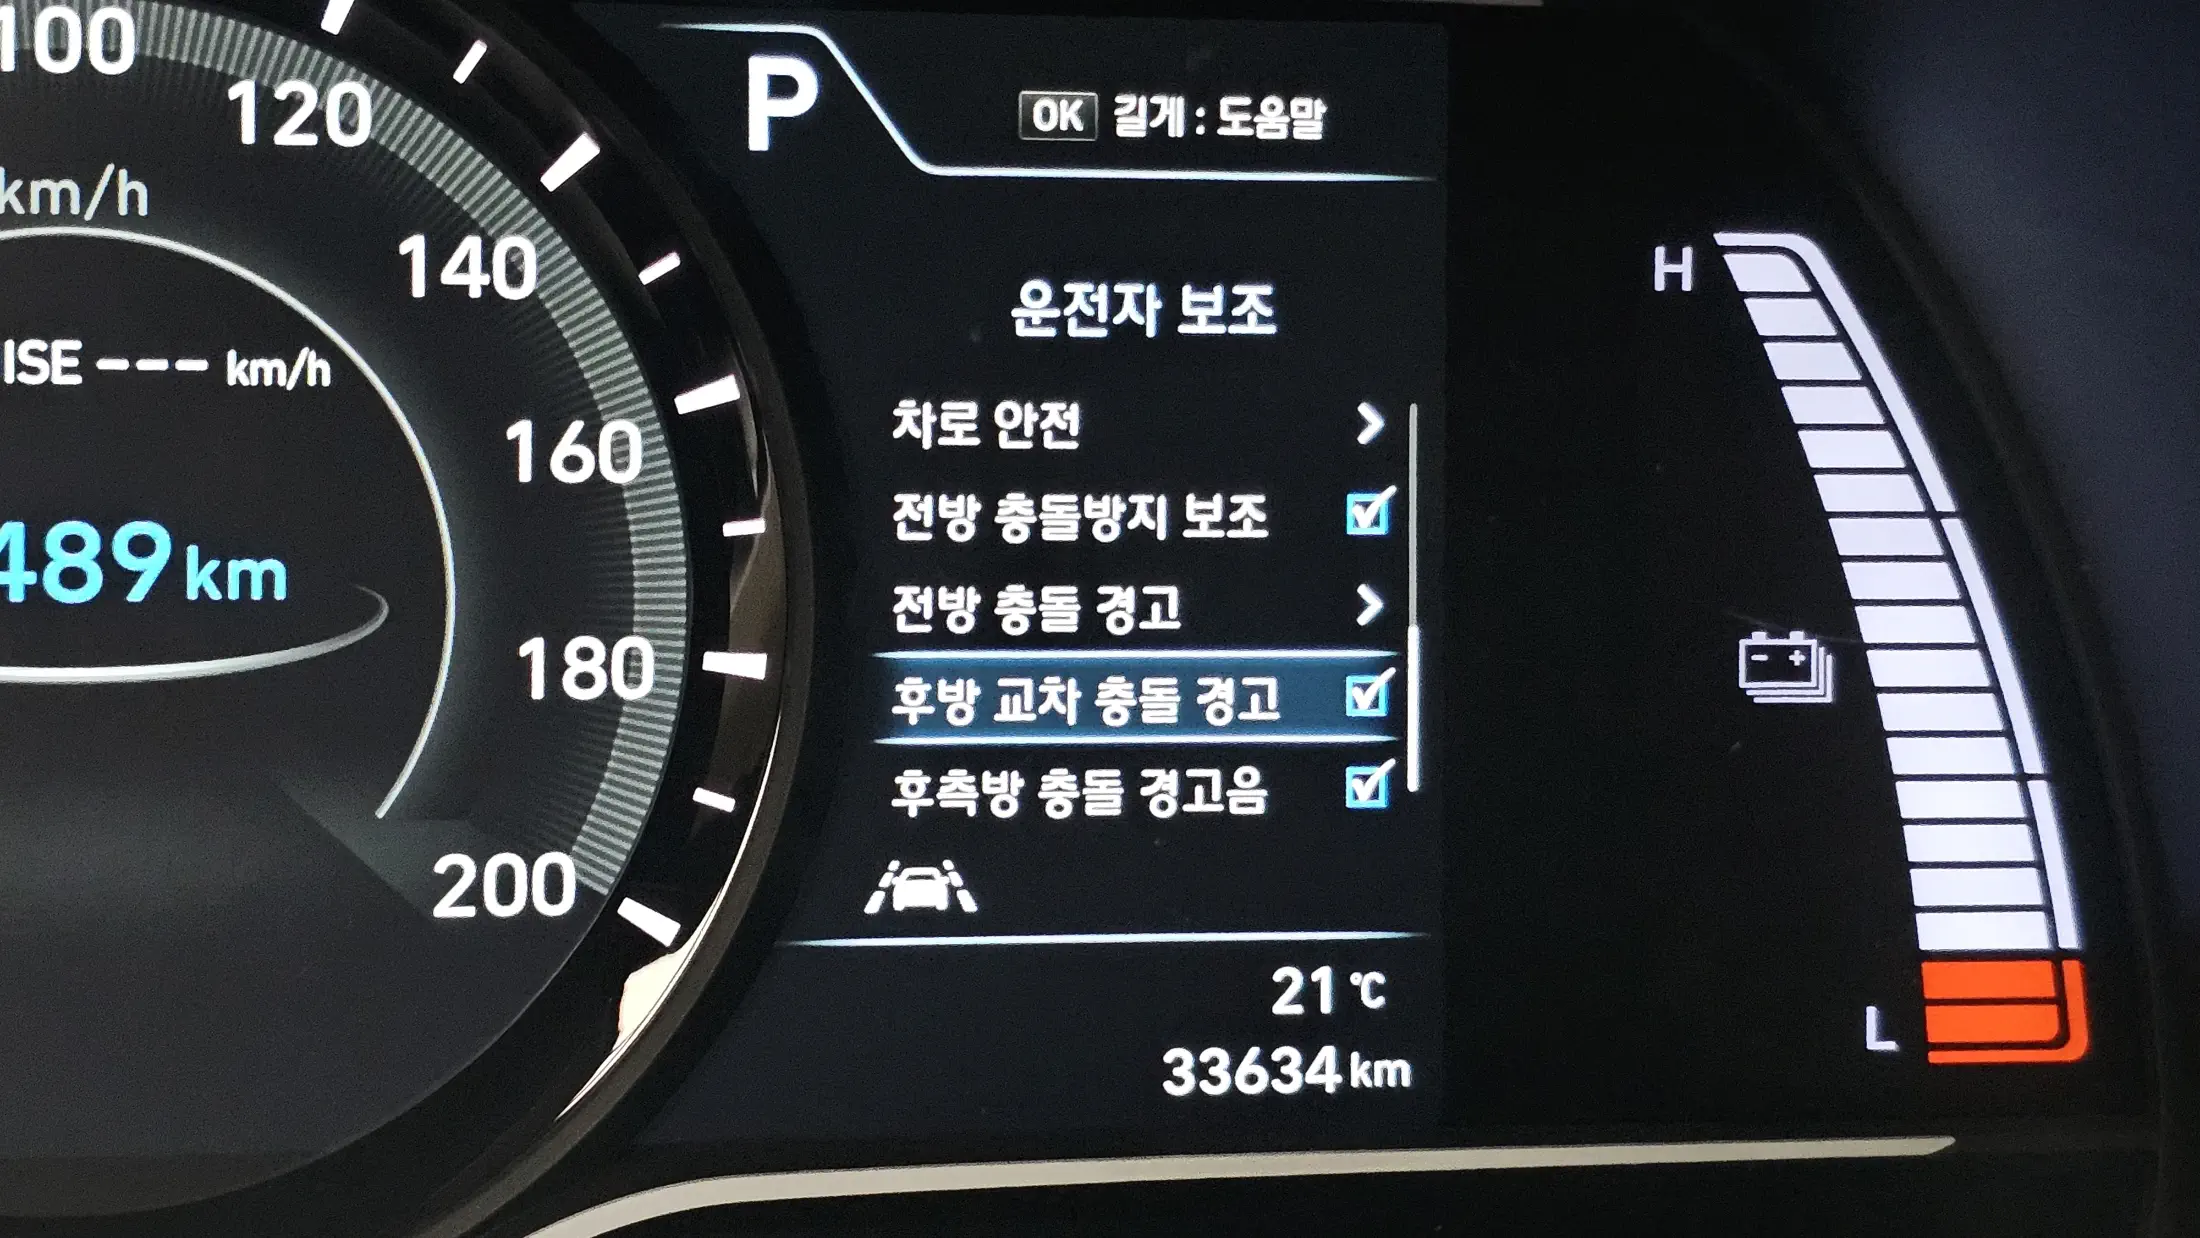 100
120
km/h
140
ISE --- km/h
160
489 km
180
200
P
OK 길게 : 도움말
운전자 보조
차로 안전
전방 충돌방지 보조
전방 충돌 경고
후방 교차 충돌 경고
후측방 충돌 경고음
21 ℃
33634 km
H
- +
L